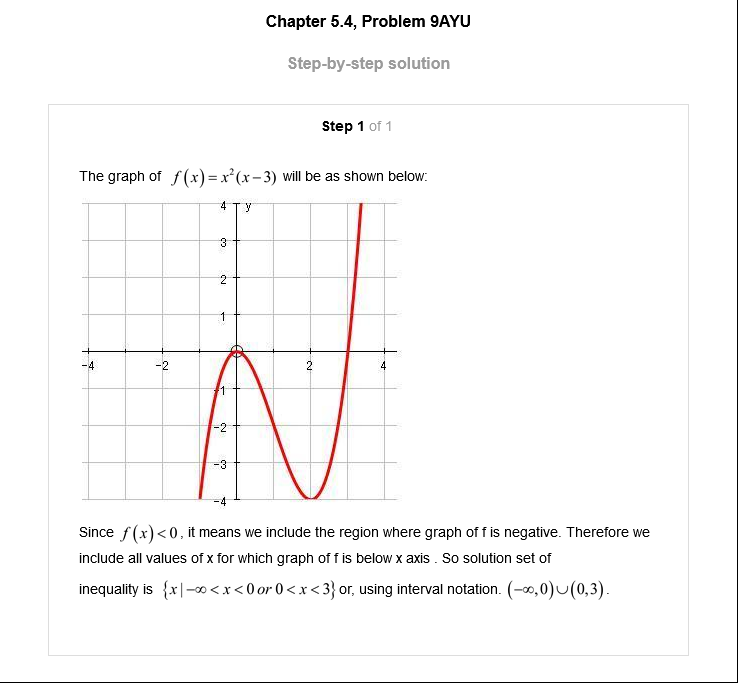 Chapter 5.4, Problem 9AYU
Step-by-step solution
Step 1 of 1
The graph of f(x)=x²(x−3) will be as shown below:
4 y
3
2
1
-4 -2 2 4
-1
-2
-3
-4
Since f(x)<0, it means we include the region where graph of f is negative. Therefore we
include all values of x for which graph of f is below x axis . So solution set of
inequality is {x|−∞<x<0 or 0<x<3} or, using interval notation. (−∞,0)∪(0,3).